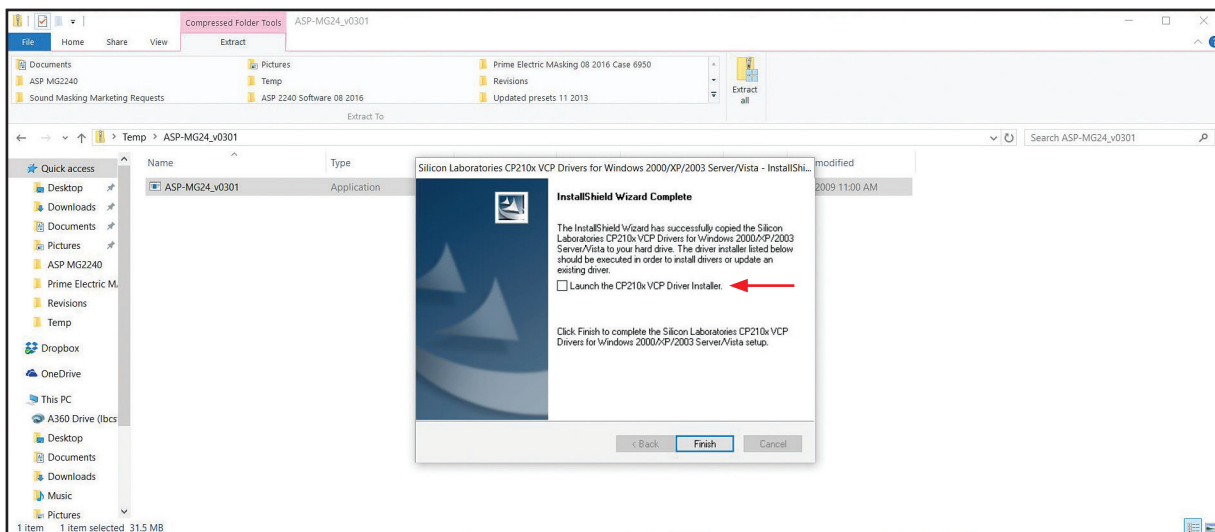 Compressed Folder Tools
ASP-MG24_v0301
File
Home
Share
View
Extract
Documents
Pictures
Prime Electric MAsking 08 2016 Case 6950
ASP MG2240
Temp
Revisions
Sound Masking Marketing Requests
ASP 2240 Software 08 2016
Updated presets 11 2013
Extract all
Extract To
Temp > ASP-MG24_v0301
Search ASP-MG24_v0301
Quick access
Desktop
Downloads
Documents
Pictures
ASP MG2240
Prime Electric M
Revisions
Temp
Dropbox
OneDrive
This PC
A360 Drive (lbcs
Desktop
Documents
Downloads
Music
Pictures
Name
Type
modified
ASP-MG24_v0301
Application
2009 11:00 AM
Silicon Laboratories CP210x VCP Drivers for Windows 2000/XP/2003 Server/Vista - InstallShi...
InstallShield Wizard Complete
The InstallShield Wizard has successfully copied the Silicon
Laboratories CP210x VCP Drivers for Windows 2000/XP/2003
Server/Vista to your hard drive. The driver installer listed below
should be executed in order to install drivers or update an
existing driver.
Launch the CP210x VCP Driver Installer.
Click Finish to complete the Silicon Laboratories CP210x VCP
Drivers for Windows 2000/XP/2003 Server/Vista setup.
< Back
Finish
Cancel
1 item
1 item selected 31.5 MB